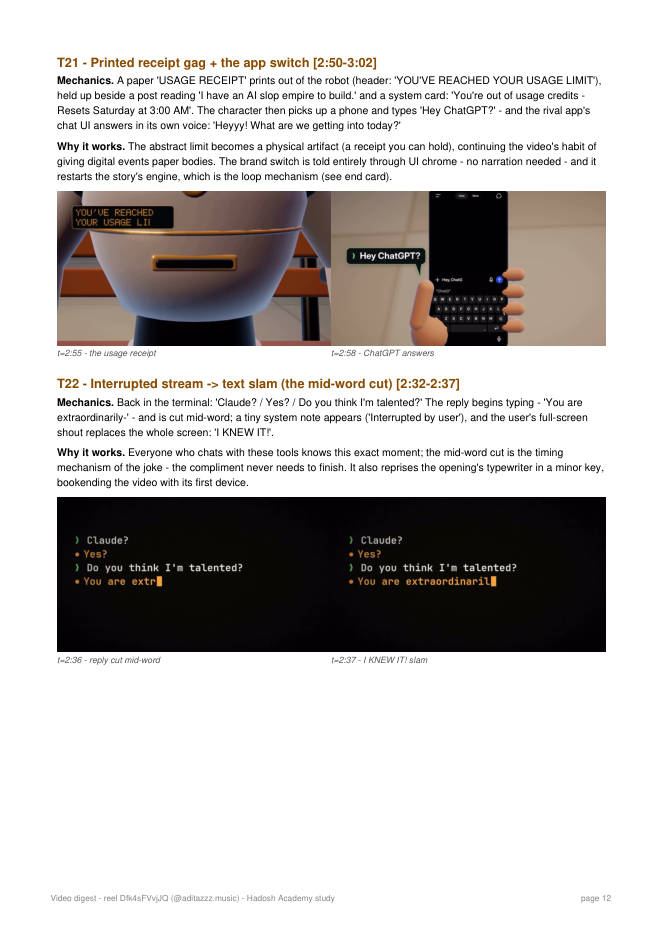 T21 - Printed receipt gag + the app switch [2:50-3:02]
Mechanics. A paper 'USAGE RECEIPT' prints out of the robot (header: 'YOU'VE REACHED YOUR USAGE LIMIT'),
held up beside a post reading 'I have an AI slop empire to build.' and a system card: 'You're out of usage credits -
Resets Saturday at 3:00 AM'. The character then picks up a phone and types 'Hey ChatGPT?' - and the rival app's
chat UI answers in its own voice: 'Heyyy! What are we getting into today?'
Why it works. The abstract limit becomes a physical artifact (a receipt you can hold), continuing the video's habit of
giving digital events paper bodies. The brand switch is told entirely through UI chrome - no narration needed - and it
restarts the story's engine, which is the loop mechanism (see end card).
YOU'VE REACHED
YOUR USAGE LI
❭ Hey ChatGPT?
+ Hey, ChatG
"ChatG"
Q W E R T Y U I O P
t=2:55 - the usage receipt
t=2:58 - ChatGPT answers
T22 - Interrupted stream -> text slam (the mid-word cut) [2:32-2:37]
Mechanics. Back in the terminal: 'Claude? / Yes? / Do you think I'm talented?' The reply begins typing - 'You are
extraordinarily-' - and is cut mid-word; a tiny system note appears ('Interrupted by user'), and the user's full-screen
shout replaces the whole screen: 'I KNEW IT!'.
Why it works. Everyone who chats with these tools knows this exact moment; the mid-word cut is the timing
mechanism of the joke - the compliment never needs to finish. It also reprises the opening's typewriter in a minor key,
bookending the video with its first device.
❭ Claude?
• Yes?
❭ Do you think I'm talented?
• You are extr
❭ Claude?
• Yes?
❭ Do you think I'm talented?
• You are extraordinaril
t=2:36 - reply cut mid-word
t=2:37 - I KNEW IT! slam
Video digest - reel Dfk4sFVvjJQ (@aditazzz.music) - Hadosh Academy study
page 12